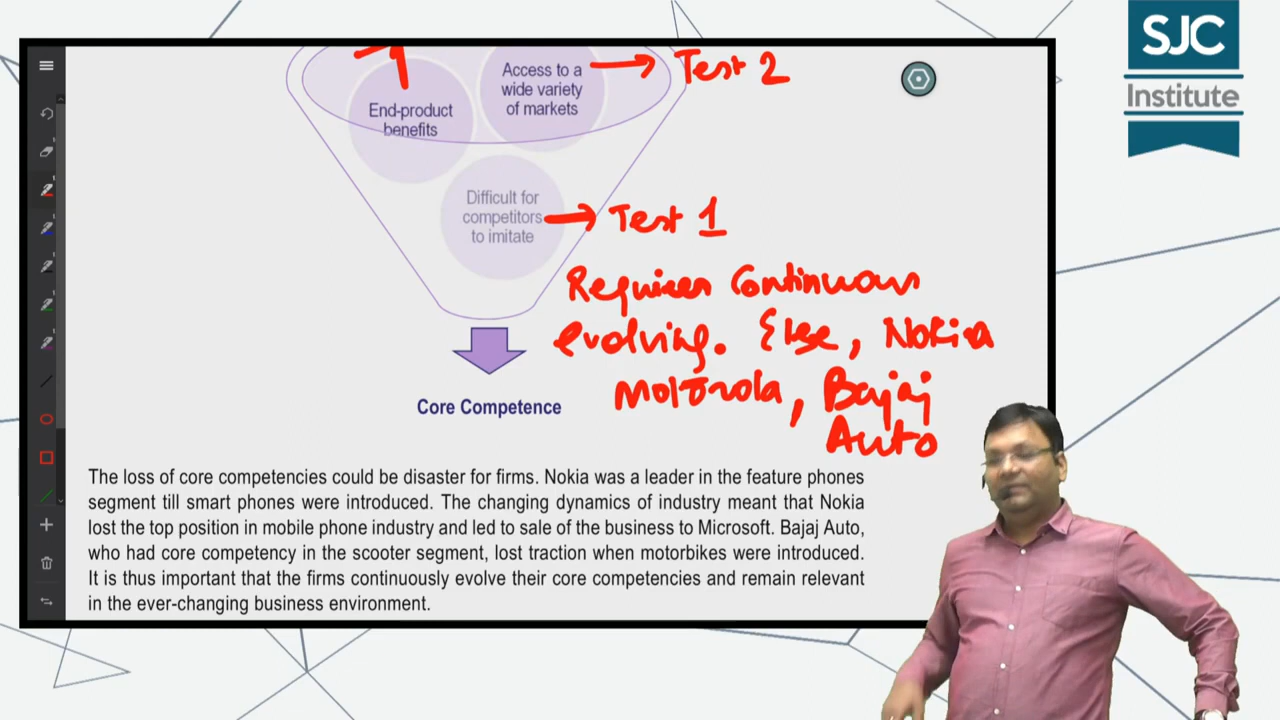 SJC
Institute
Access to a
wide variety
of markets
Test 2
End-product
benefits
Difficult for
competitors
to imitate
Test 1
Requires Continuous
evolving. Else, Nokia
Motorola, Bajaj
Auto
Core Competence
The loss of core competencies could be disaster for firms. Nokia was a leader in the feature phones
segment till smart phones were introduced. The changing dynamics of industry meant that Nokia
lost the top position in mobile phone industry and led to sale of the business to Microsoft. Bajaj Auto,
who had core competency in the scooter segment, lost traction when motorbikes were introduced.
It is thus important that the firms continuously evolve their core competencies and remain relevant
in the ever-changing business environment.